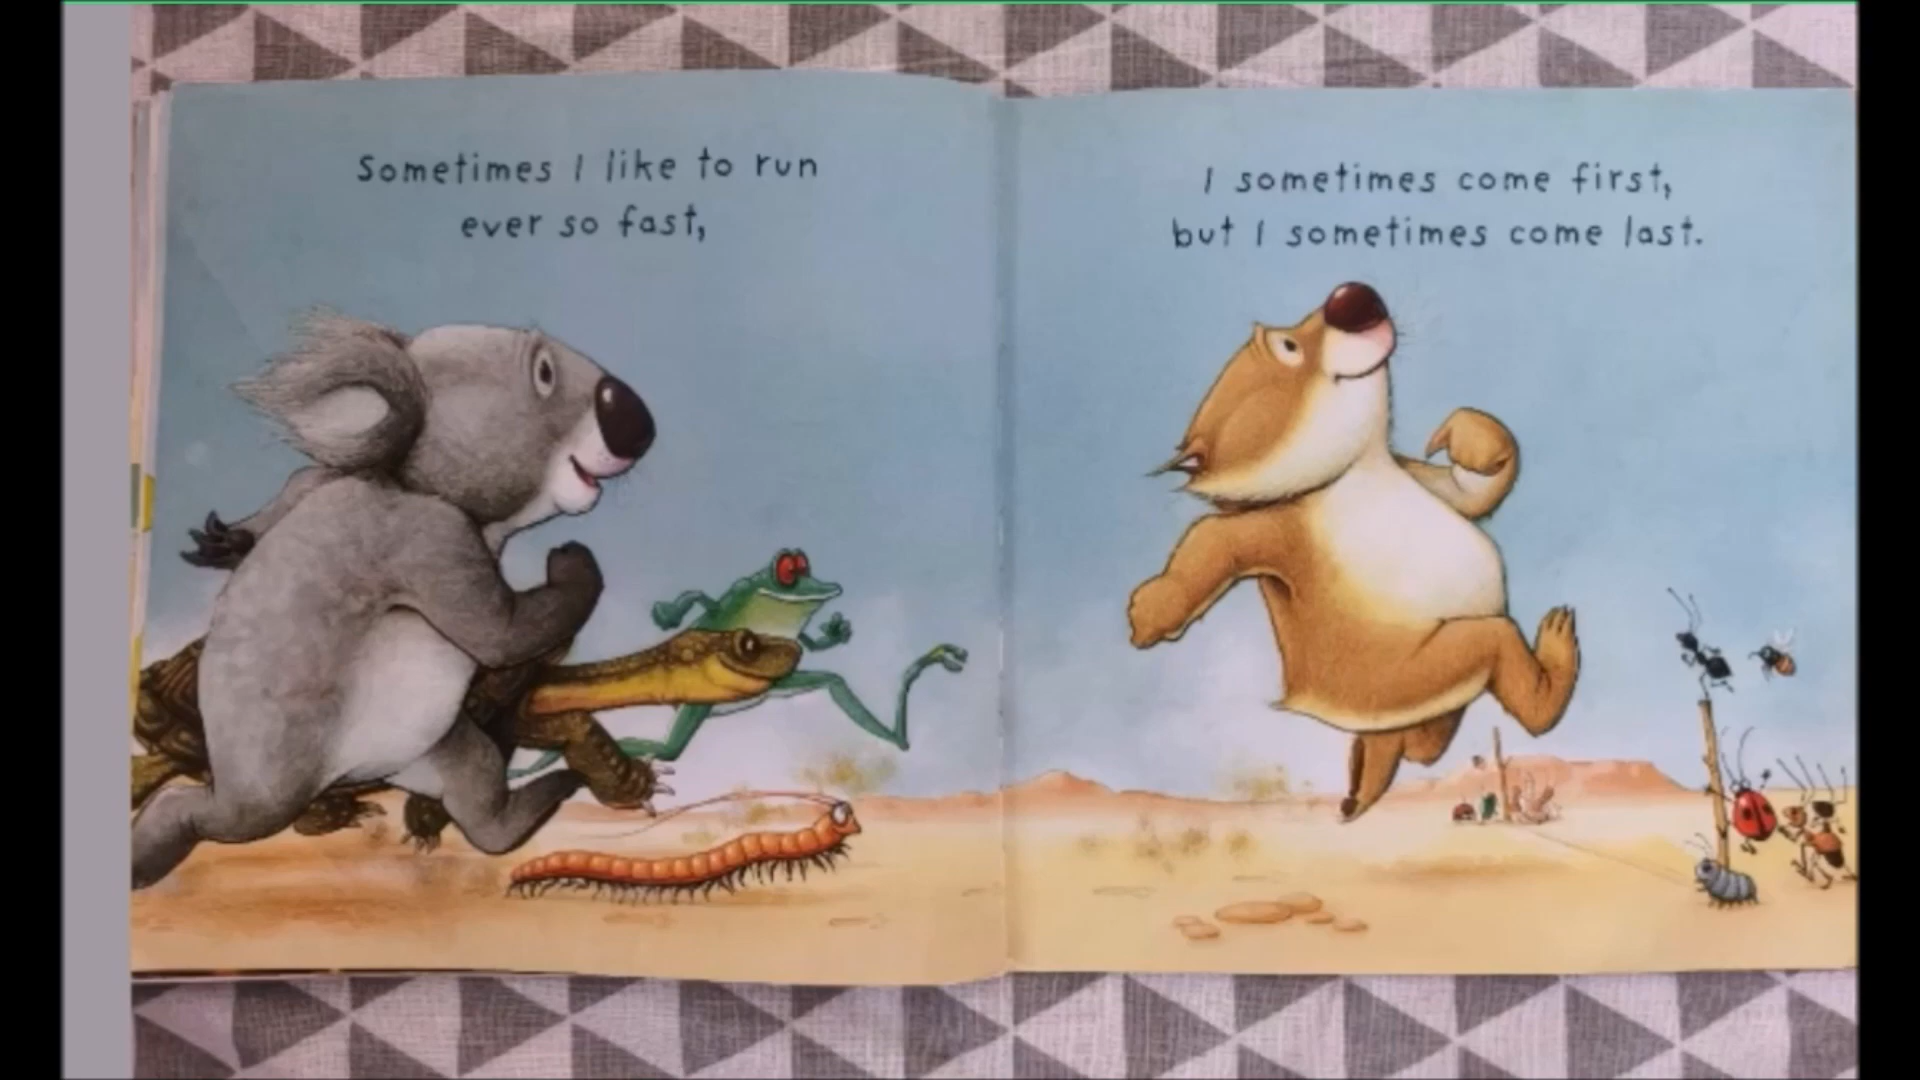 Sometimes I like to run
ever so fast,
I sometimes come first,
but I sometimes come last.